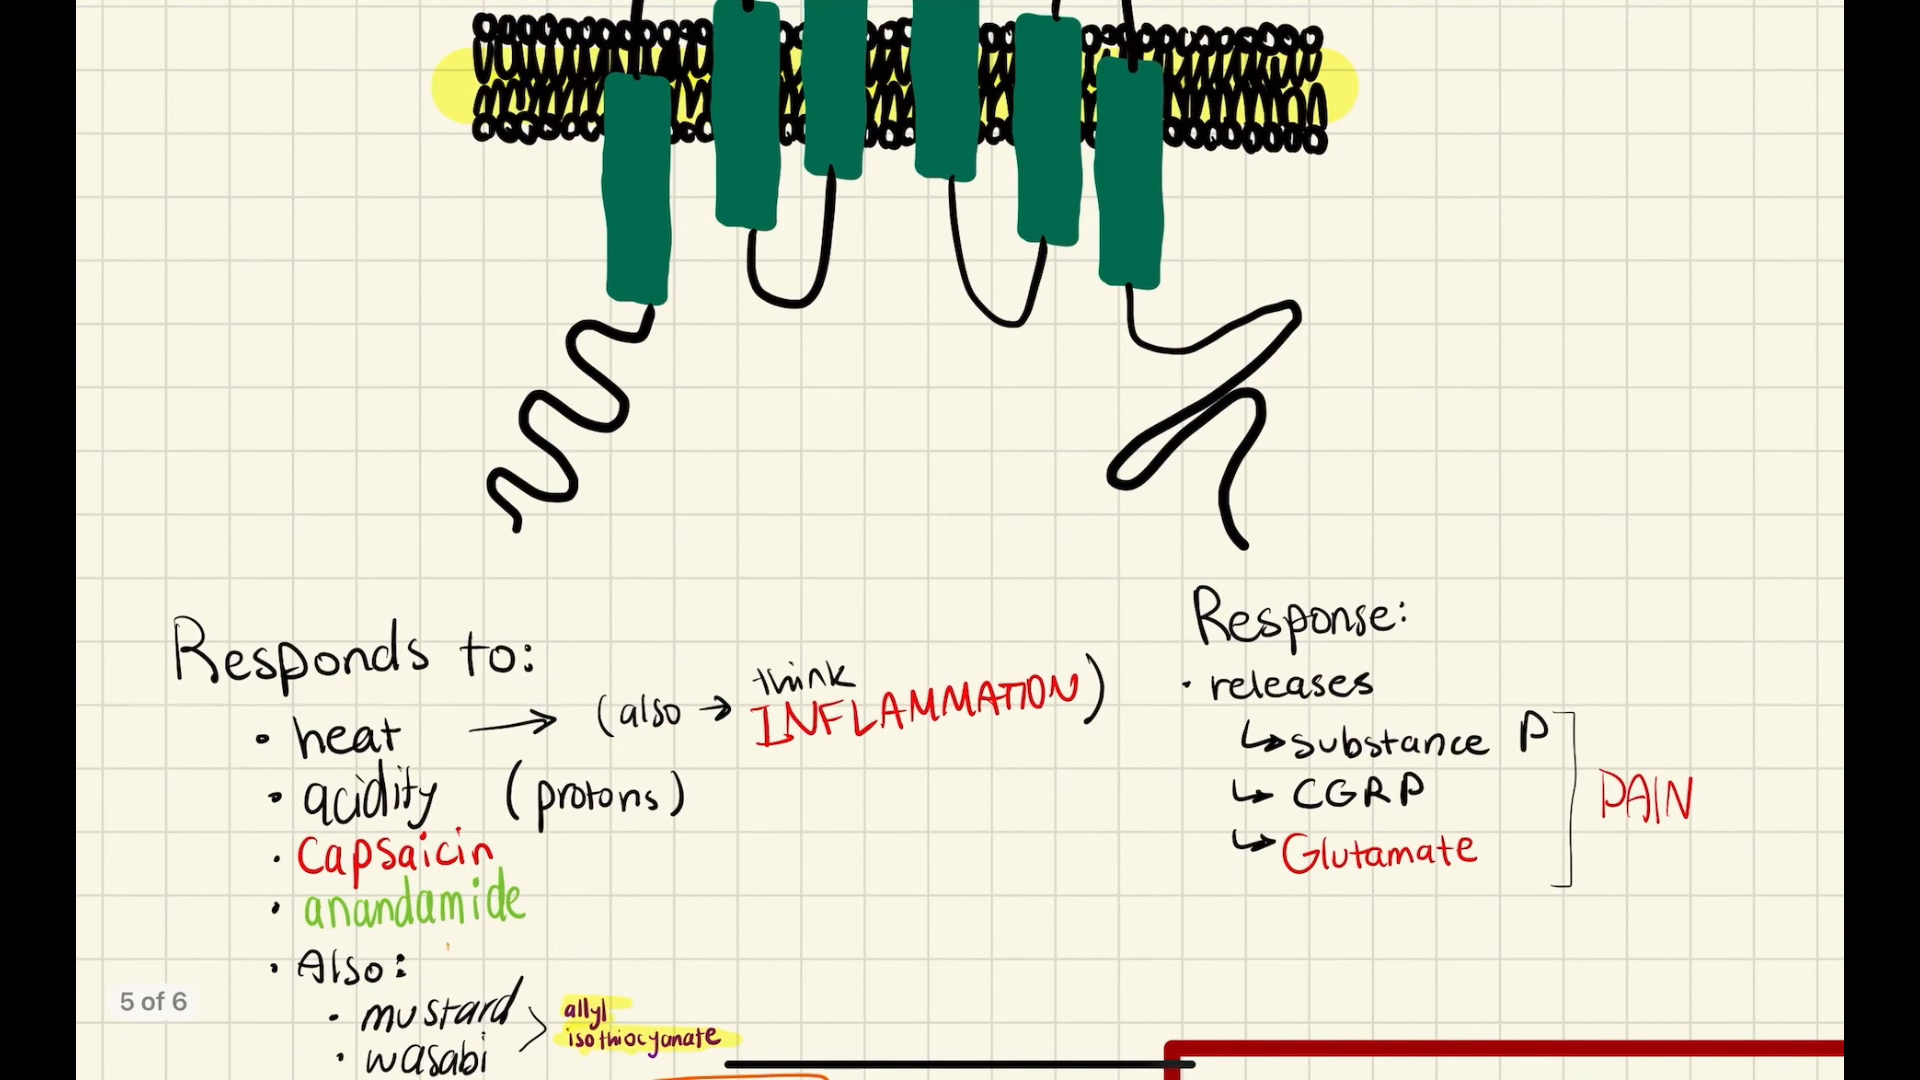 Responds to:
• heat → (also → think INFLAMMATION)
• acidity (protons)
• Capsaicin
• anandamide
• Also:
• mustard
• wasabi
allyl
isothiocyanate
Response:
• releases
↳ substance P
↳ CGRP
↳ Glutamate
PAIN
5 of 6